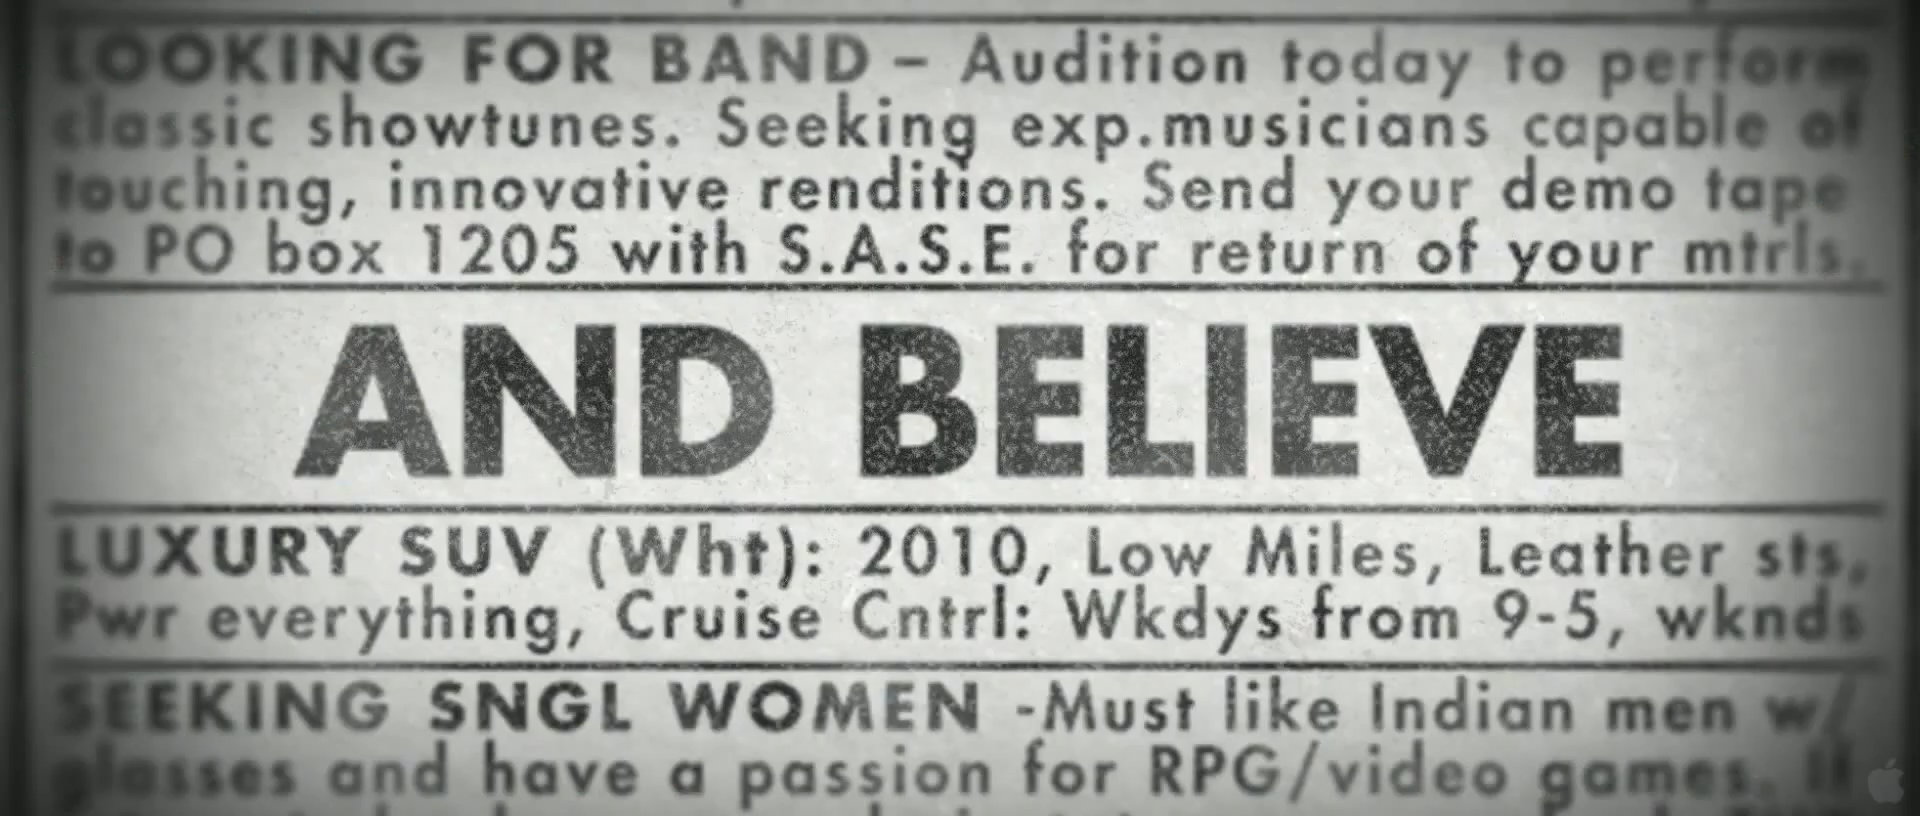 LOOKING FOR BAND – Audition today to perform
classic showtunes. Seeking exp.musicians capable of
touching, innovative renditions. Send your demo tape
to PO box 1205 with S.A.S.E. for return of your mtrls.
AND BELIEVE
LUXURY SUV (Wht): 2010, Low Miles, Leather sts,
Pwr everything, Cruise Cntrl: Wkdys from 9-5, wknds
SEEKING SNGL WOMEN -Must like Indian men w/
glasses and have a passion for RPG/video games. If